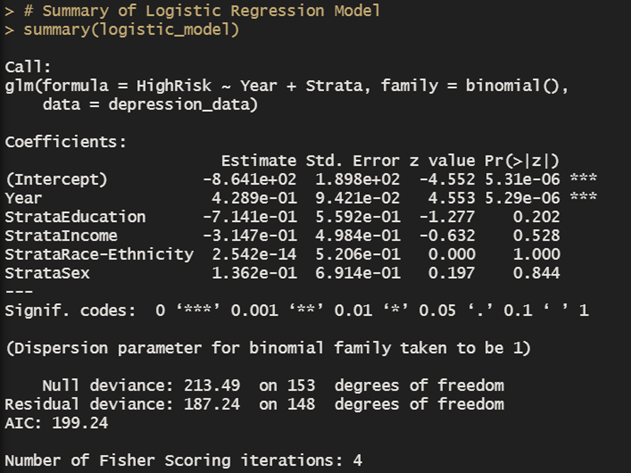 > # Summary of Logistic Regression Model
> summary(logistic_model)

Call:
glm(formula = HighRisk ~ Year + Strata, family = binomial(),
    data = depression_data)

Coefficients:
                       Estimate Std. Error z value Pr(>|z|)
(Intercept)          -8.641e+02  1.898e+02  -4.552 5.31e-06 ***
Year                  4.289e-01  9.421e-02   4.553 5.29e-06 ***
StrataEducation      -7.141e-01  5.592e-01  -1.277    0.202
StrataIncome         -3.147e-01  4.984e-01  -0.632    0.528
StrataRace-Ethnicity  2.542e-14  5.206e-01   0.000    1.000
StrataSex             1.362e-01  6.914e-01   0.197    0.844
---
Signif. codes:  0 ‘***’ 0.001 ‘**’ 0.01 ‘*’ 0.05 ‘.’ 0.1 ‘ ’ 1

(Dispersion parameter for binomial family taken to be 1)

    Null deviance: 213.49  on 153  degrees of freedom
Residual deviance: 187.24  on 148  degrees of freedom
AIC: 199.24

Number of Fisher Scoring iterations: 4